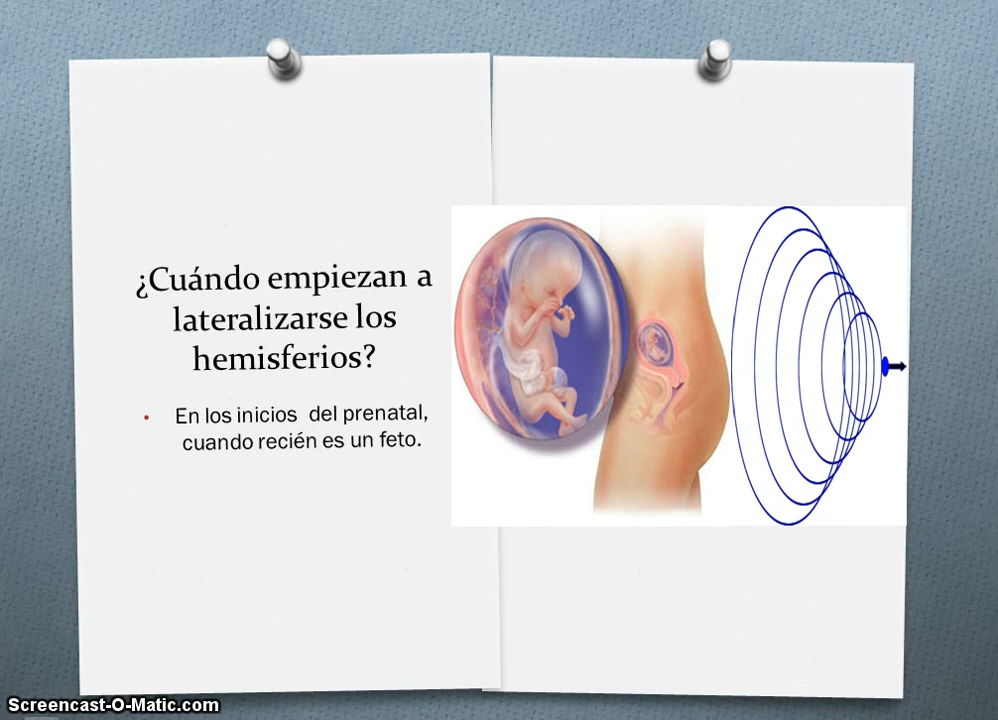 ¿Cuándo empiezan a
lateralizarse los
hemisferios?
• En los inicios  del prenatal,
cuando recién es un feto.
Screencast-O-Matic.com